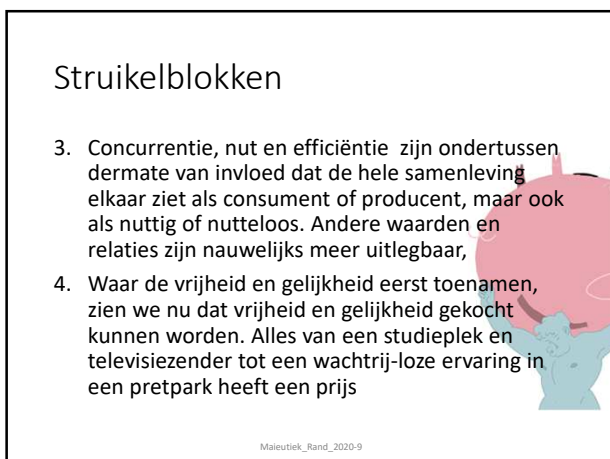 Struikelblokken
3. Concurrentie, nut en efficiëntie zijn ondertussen
dermate van invloed dat de hele samenleving
elkaar ziet als consument of producent, maar ook
als nuttig of nutteloos. Andere waarden en
relaties zijn nauwelijks meer uitlegbaar,
4. Waar de vrijheid en gelijkheid eerst toenamen,
zien we nu dat vrijheid en gelijkheid gekocht
kunnen worden. Alles van een studieplek en
televisiezender tot een wachtrij-loze ervaring in
een pretpark heeft een prijs
Maieutiek_Rand_2020-9